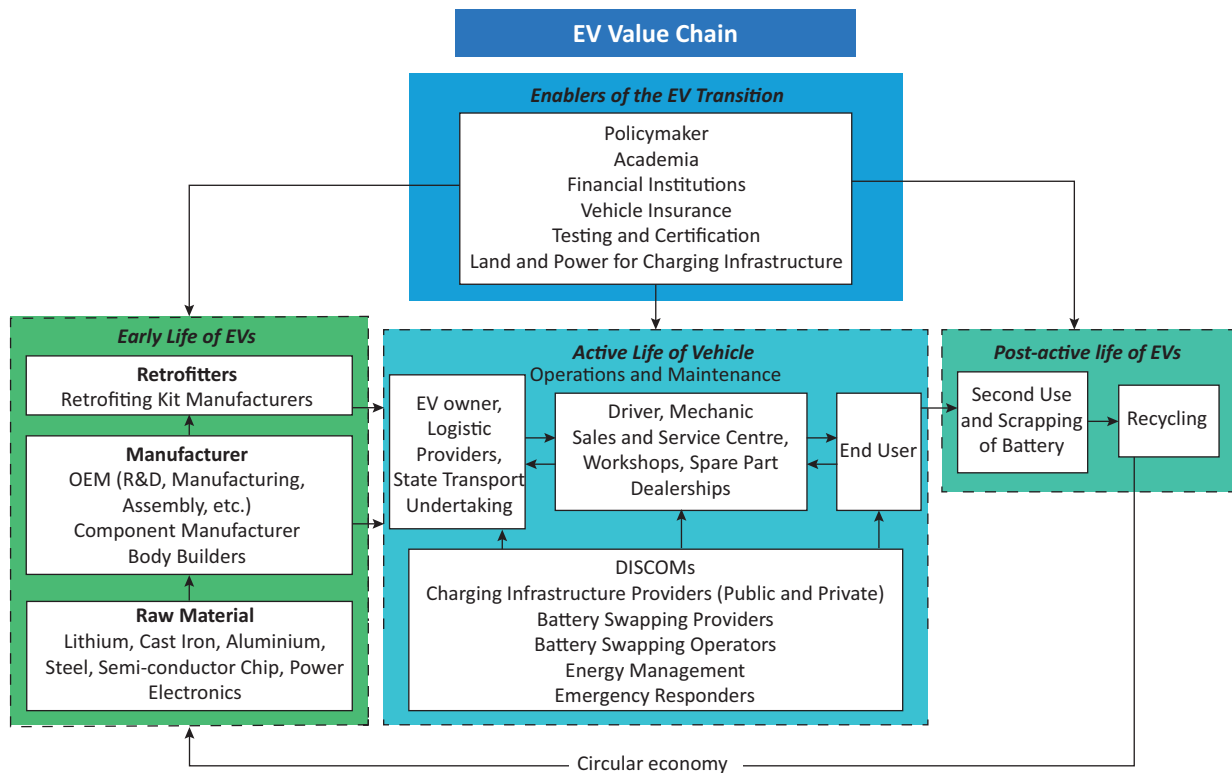 EV Value Chain
Enablers of the EV Transition
Policymaker
Academia
Financial Institutions
Vehicle Insurance
Testing and Certification
Land and Power for Charging Infrastructure
Early Life of EVs
Retrofitters
Retrofiting Kit Manufacturers
Manufacturer
OEM (R&D, Manufacturing,
Assembly, etc.)
Component Manufacturer
Body Builders
Raw Material
Lithium, Cast Iron, Aluminium,
Steel, Semi-conductor Chip, Power
Electronics
Active Life of Vehicle
Operations and Maintenance
EV owner,
Logistic
Providers,
State Transport
Undertaking
Driver, Mechanic
Sales and Service Centre,
Workshops, Spare Part
Dealerships
End User
DISCOMs
Charging Infrastructure Providers (Public and Private)
Battery Swapping Providers
Battery Swapping Operators
Energy Management
Emergency Responders
Post-active life of EVs
Second Use
and Scrapping
of Battery
Recycling
Circular economy